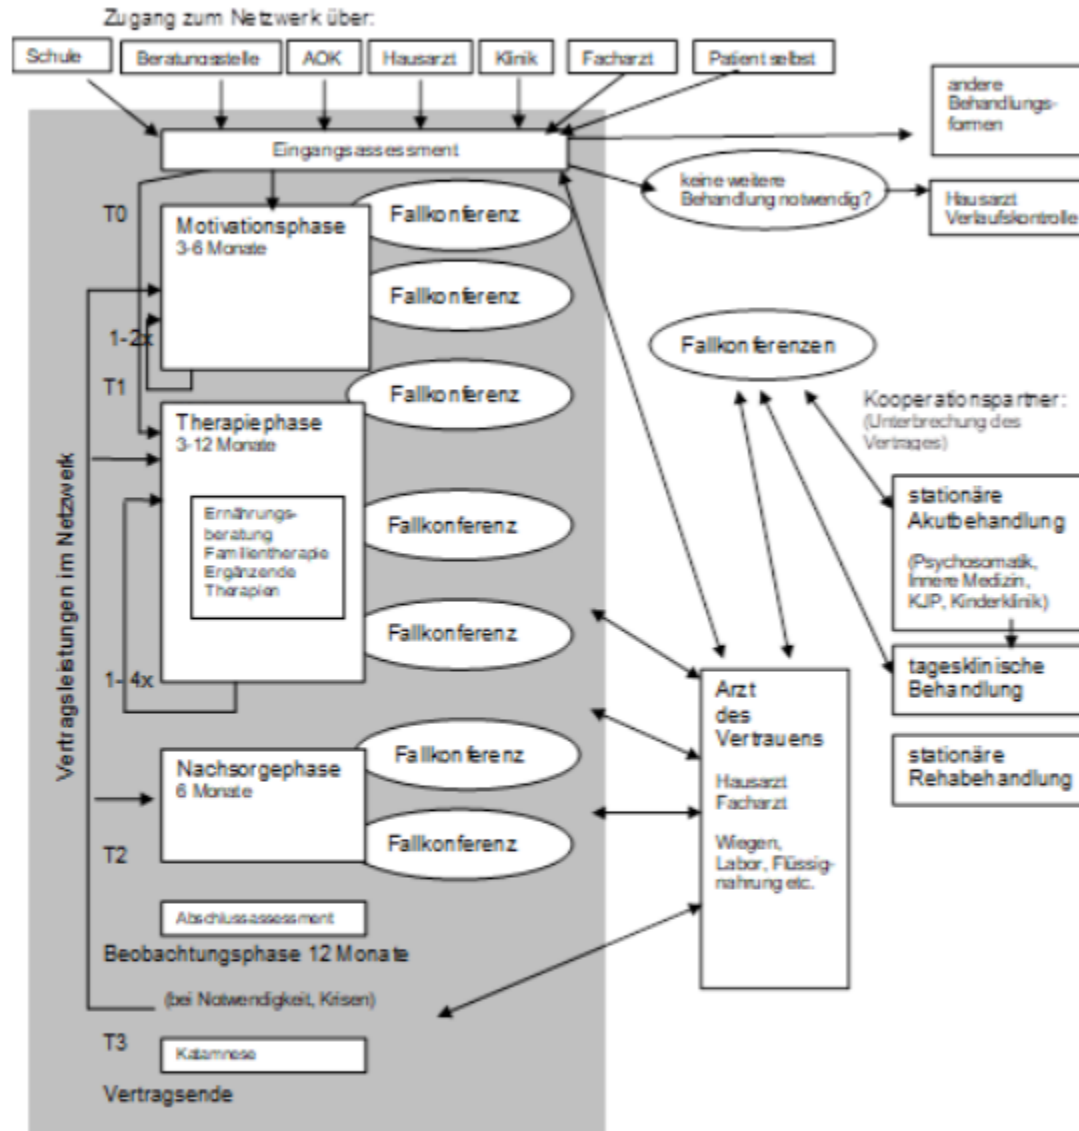 Zugang zum Netzwerk über:
Schule
Beratungsstelle
AOK
Hausarzt
Klinik
Facharzt
Patient selbst
andere
Behandlungs-
formen
Eingangsassessment
keine weitere
Behandlung notwendig?
Hausarzt
Verlaufskontrolle
T0
Motivationsphase
3-6 Monate
Fallkonferenz
Fallkonferenz
1-2x
T1
Fallkonferenz
Therapiephase
3-12 Monate
Ernährungs-
beratung
Familientherapie
Ergänzende
Therapien
Fallkonferenz
Fallkonferenz
1-4x
Vertragsleistungen im Netzwerk
Nachsorgephase
6 Monate
Fallkonferenz
Fallkonferenz
T2
Abschlussassessment
Beobachtungsphase 12 Monate
(bei Notwendigkeit, Krisen)
T3
Katamnese
Vertragsende
Fallkonferenzen
Kooperationspartner:
(Unterbrechung des
Vertrages)
stationäre
Akutbehandlung
(Psychosomatik,
Innere Medizin,
KJP, Kinderklinik)
tagesklinische
Behandlung
stationäre
Rehabehandlung
Arzt
des
Vertrauens
Hausarzt
Facharzt
Wiegen,
Labor, Flüssig-
nahrung etc.